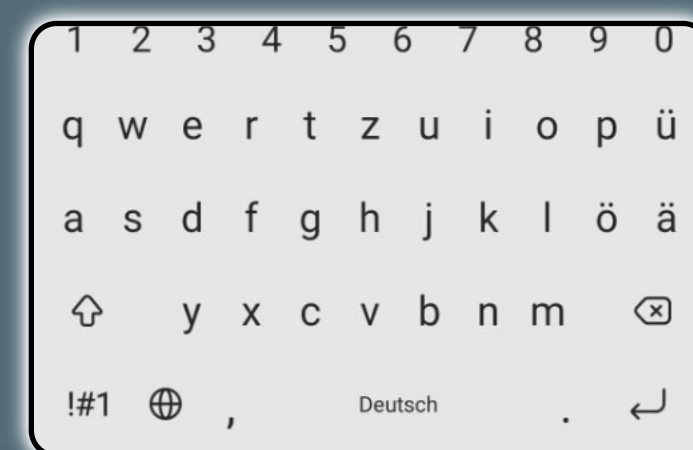 1 2 3 4 5 6 7 8 9 0
q w e r t z u i o p ü
a s d f g h j k l ö ä
y x c v b n m
!#1 , Deutsch .